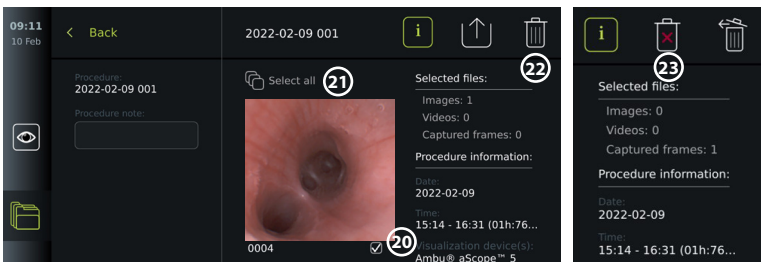 09:11
10 Feb
Back
2022-02-09 001
i
Procedure:
2022-02-09 001
Procedure note:
Select all
21
22
Selected files:
Images: 1
Videos: 0
Captured frames: 0
Procedure information:
Date:
2022-02-09
Time:
15:14 - 16:31 (01h:76...
Visualization device(s):
Ambu® aScope™ 5
0004
20
i
23
Selected files:
Images: 0
Videos: 0
Captured frames: 1
Procedure information:
Date:
2022-02-09
Time:
15:14 - 16:31 (01h:76...